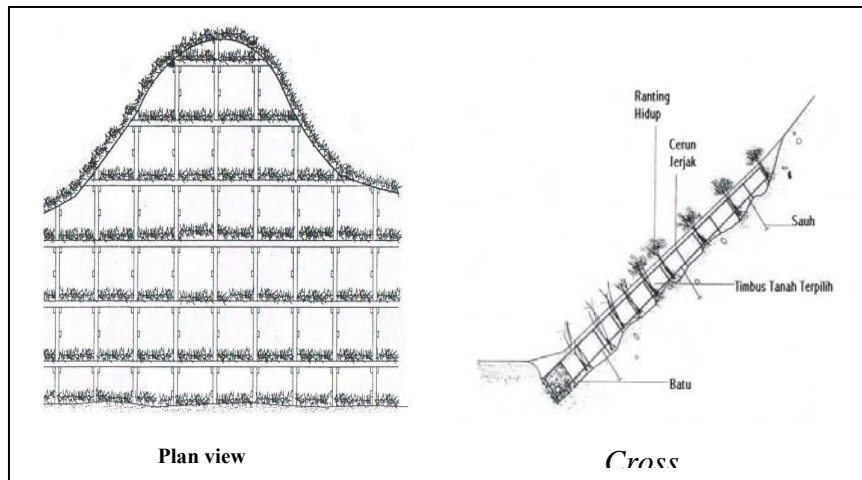 Ranting
Hidup
Cerun
Jerjak
Sauh
Timbus Tanah Terpilih
Batu
Plan view
Cross